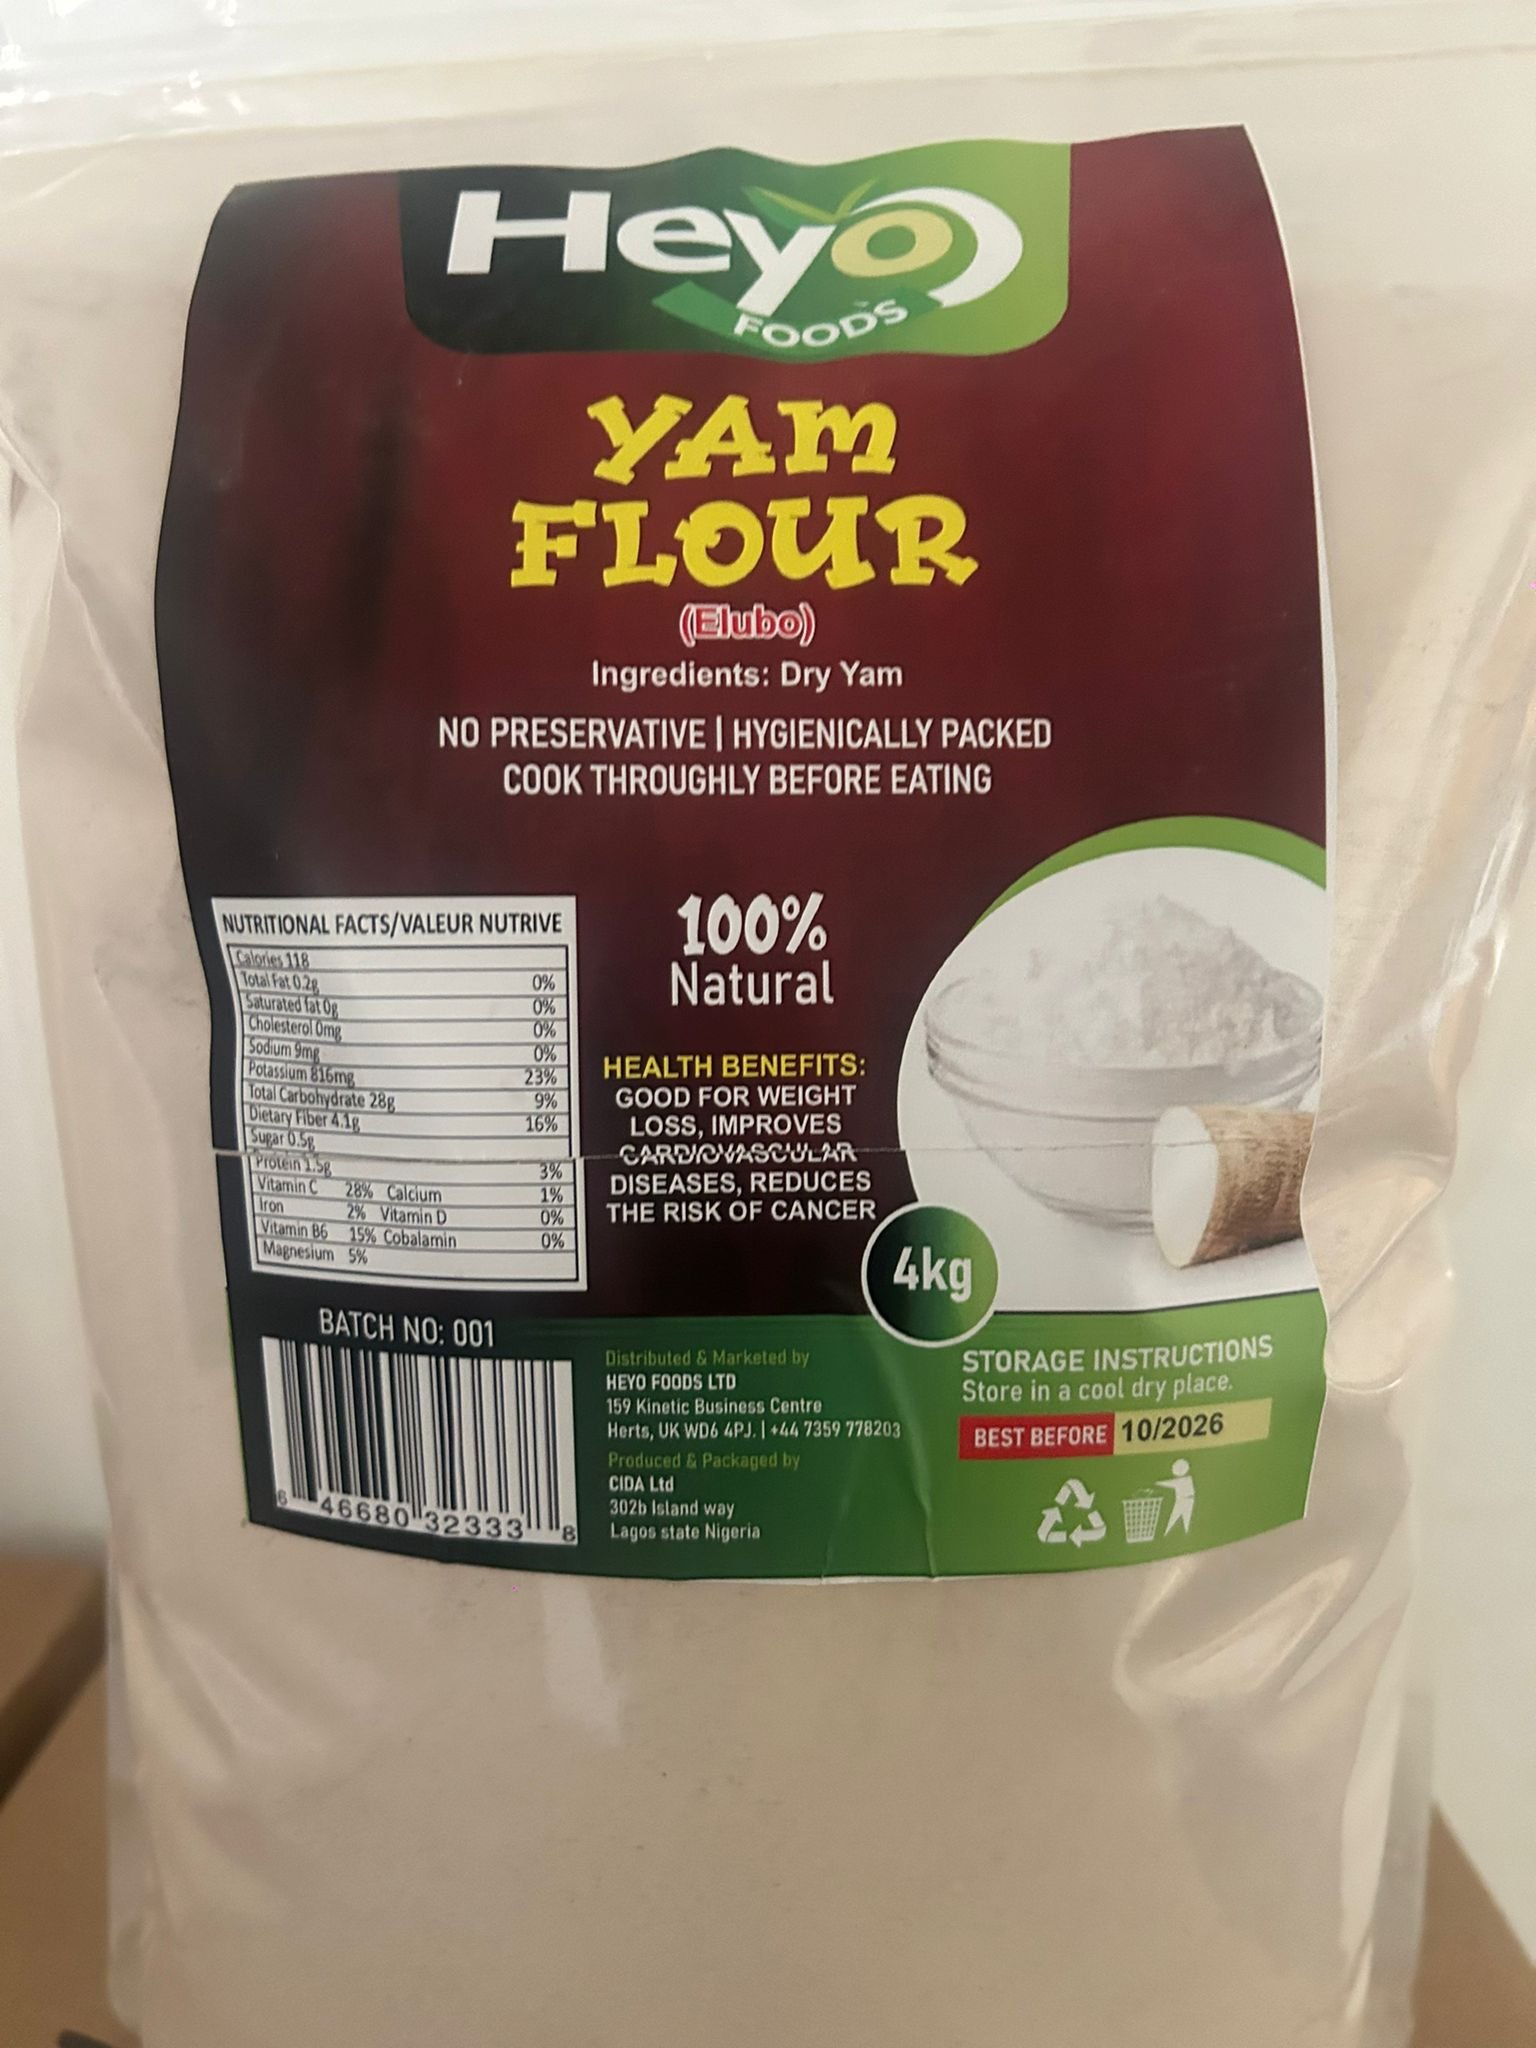 Heyo
FOODS
YAM
FLOUR
(Elubo)
Ingredients: Dry Yam
NO PRESERVATIVE | HYGIENICALLY PACKED
COOK THROUGHLY BEFORE EATING
NUTRITIONAL FACTS/VALEUR NUTRIVE
Calories 118
Total Fat 0.2g 0%
Saturated fat 0g 0%
Cholesterol 0mg 0%
Sodium 9mg 0%
Potassium 816mg 23%
Total Carbohydrate 28g 9%
Dietary Fiber 4.1g 16%
Sugar 0.5g
Protein 1.5g 3%
Vitamin C 28% Calcium 1%
Iron 2% Vitamin D 0%
Vitamin B6 15% Cobalamin 0%
Magnesium 5%
100%
Natural
HEALTH BENEFITS:
GOOD FOR WEIGHT
LOSS, IMPROVES
CARDIOVASCULAR
DISEASES, REDUCES
THE RISK OF CANCER
4kg
BATCH NO: 001
6 46680 32333 8
Distributed & Marketed by
HEYO FOODS LTD
159 Kinetic Business Centre
Herts, UK WD6 4PJ. | +44 7359 778203
Produced & Packaged by
CIDA Ltd
302b Island way
Lagos state Nigeria
STORAGE INSTRUCTIONS
Store in a cool dry place.
BEST BEFORE 10/2026